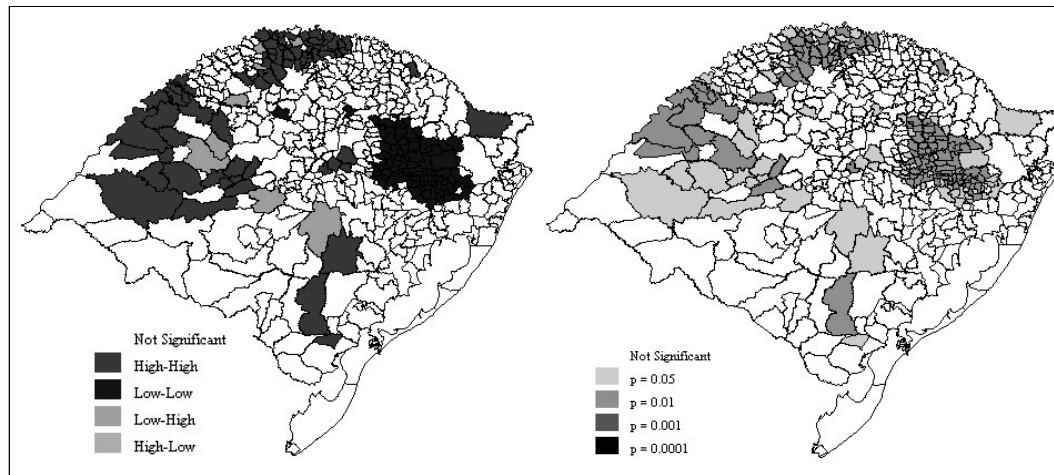 Not Significant
High-High
Low-Low
Low-High
High-Low
Not Significant
p = 0.05
p = 0.01
p = 0.001
p = 0.0001